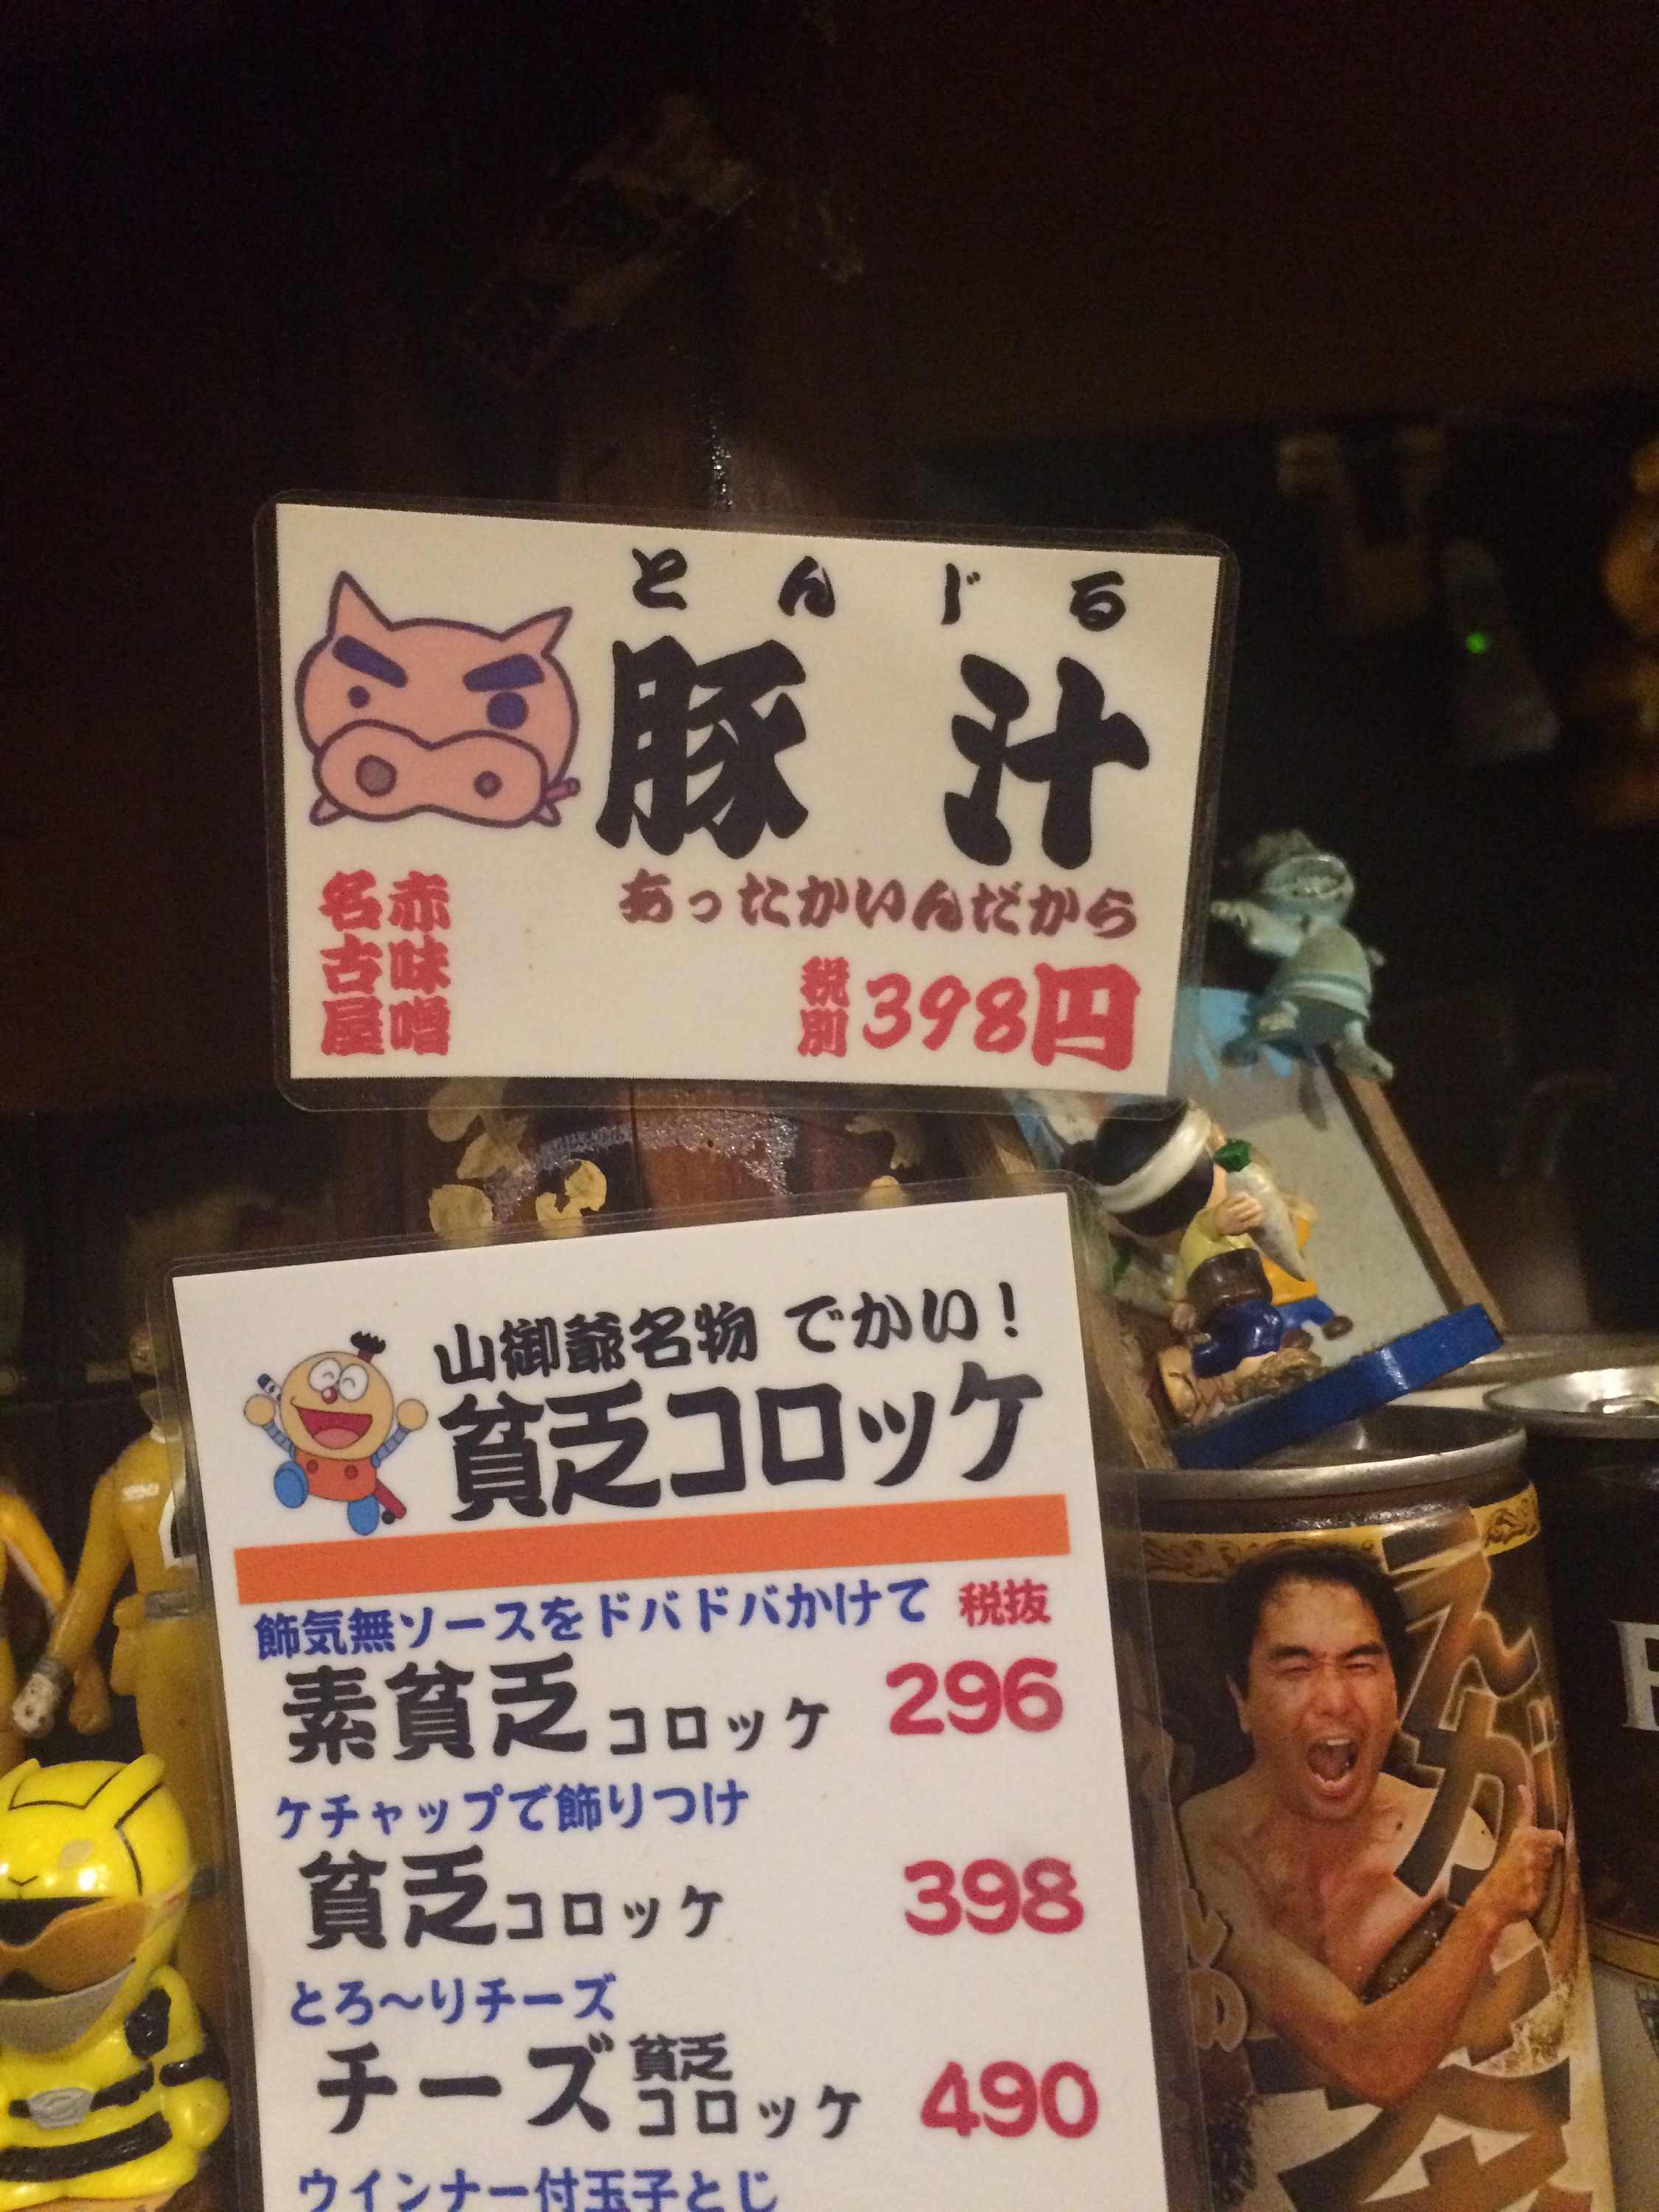 とんじる
豚汁
あったかいんだから
名古屋
赤味噌
税別398円
山御爺名物 でかい！
貧乏コロッケ
飾気無ソースをドバドバかけて 税抜
素貧乏コロッケ 296
ケチャップで飾りつけ
貧乏コロッケ 398
とろ～りチーズ
チーズ貧乏コロッケ 490
ウインナー付玉子とじ